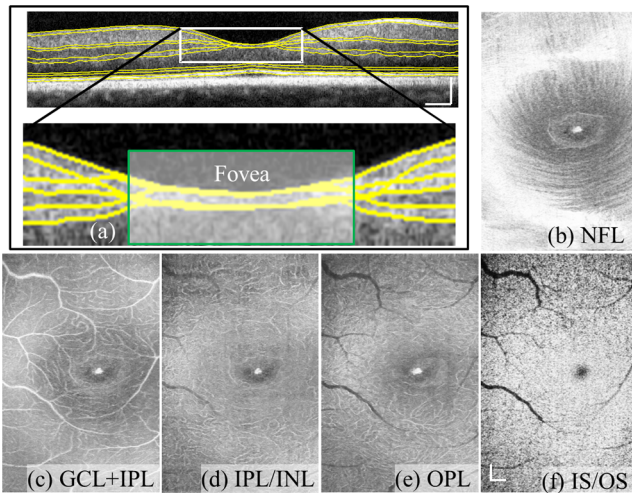 Fovea
(a)
(b) NFL
(c) GCL+IPL
(d) IPL/INL
(e) OPL
(f) IS/OS